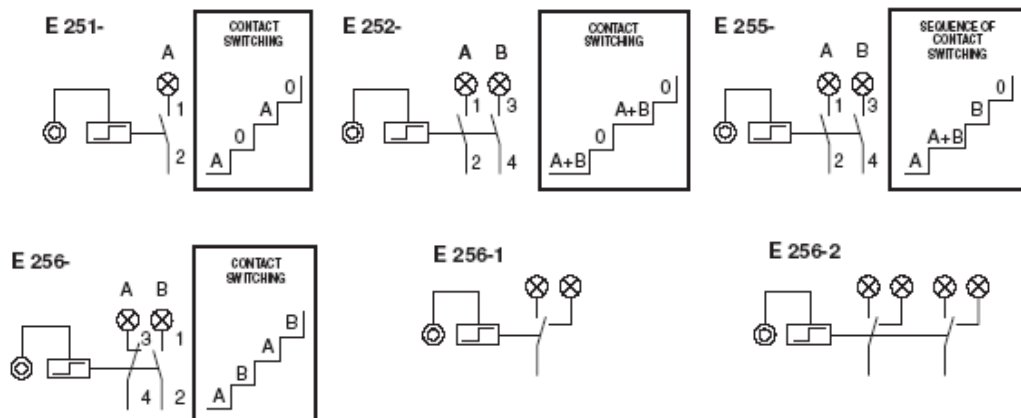 E 251-
A
1
2
CONTACT
SWITCHING
0
A
0
A
E 252-
A B
1 3
2 4
CONTACT
SWITCHING
0
A+B
0
A+B
E 255-
A B
1 3
2 4
SEQUENCE OF
CONTACT
SWITCHING
0
B
A+B
A
E 256-
A B
3 1
4 2
CONTACT
SWITCHING
B
A
B
A
E 256-1
E 256-2